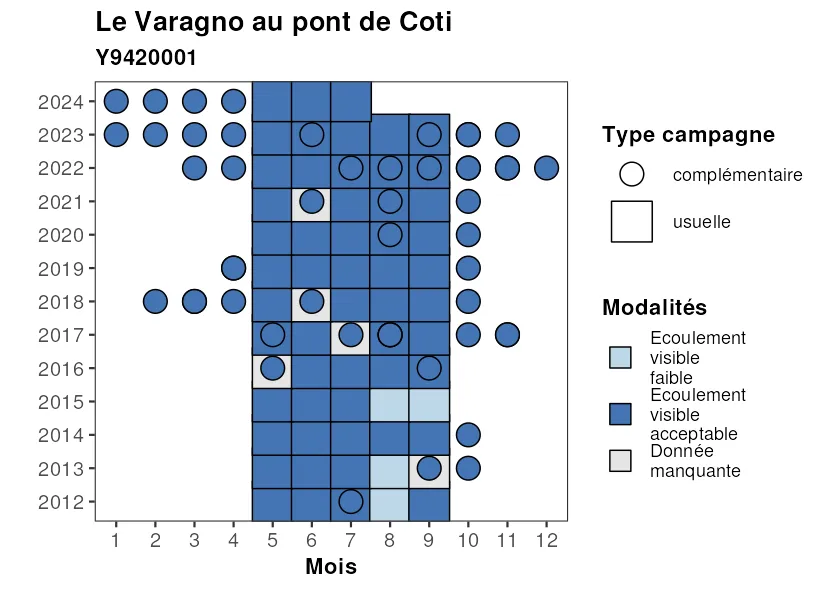 Le Varagno au pont de Coti
Y9420001
2024
2023
2022
2021
2020
2019
2018
2017
2016
2015
2014
2013
2012
1 2 3 4 5 6 7 8 9 10 11 12
Mois
Type campagne
complémentaire
usuelle
Modalités
Ecoulement
visible
faible
Ecoulement
visible
acceptable
Donnée
manquante